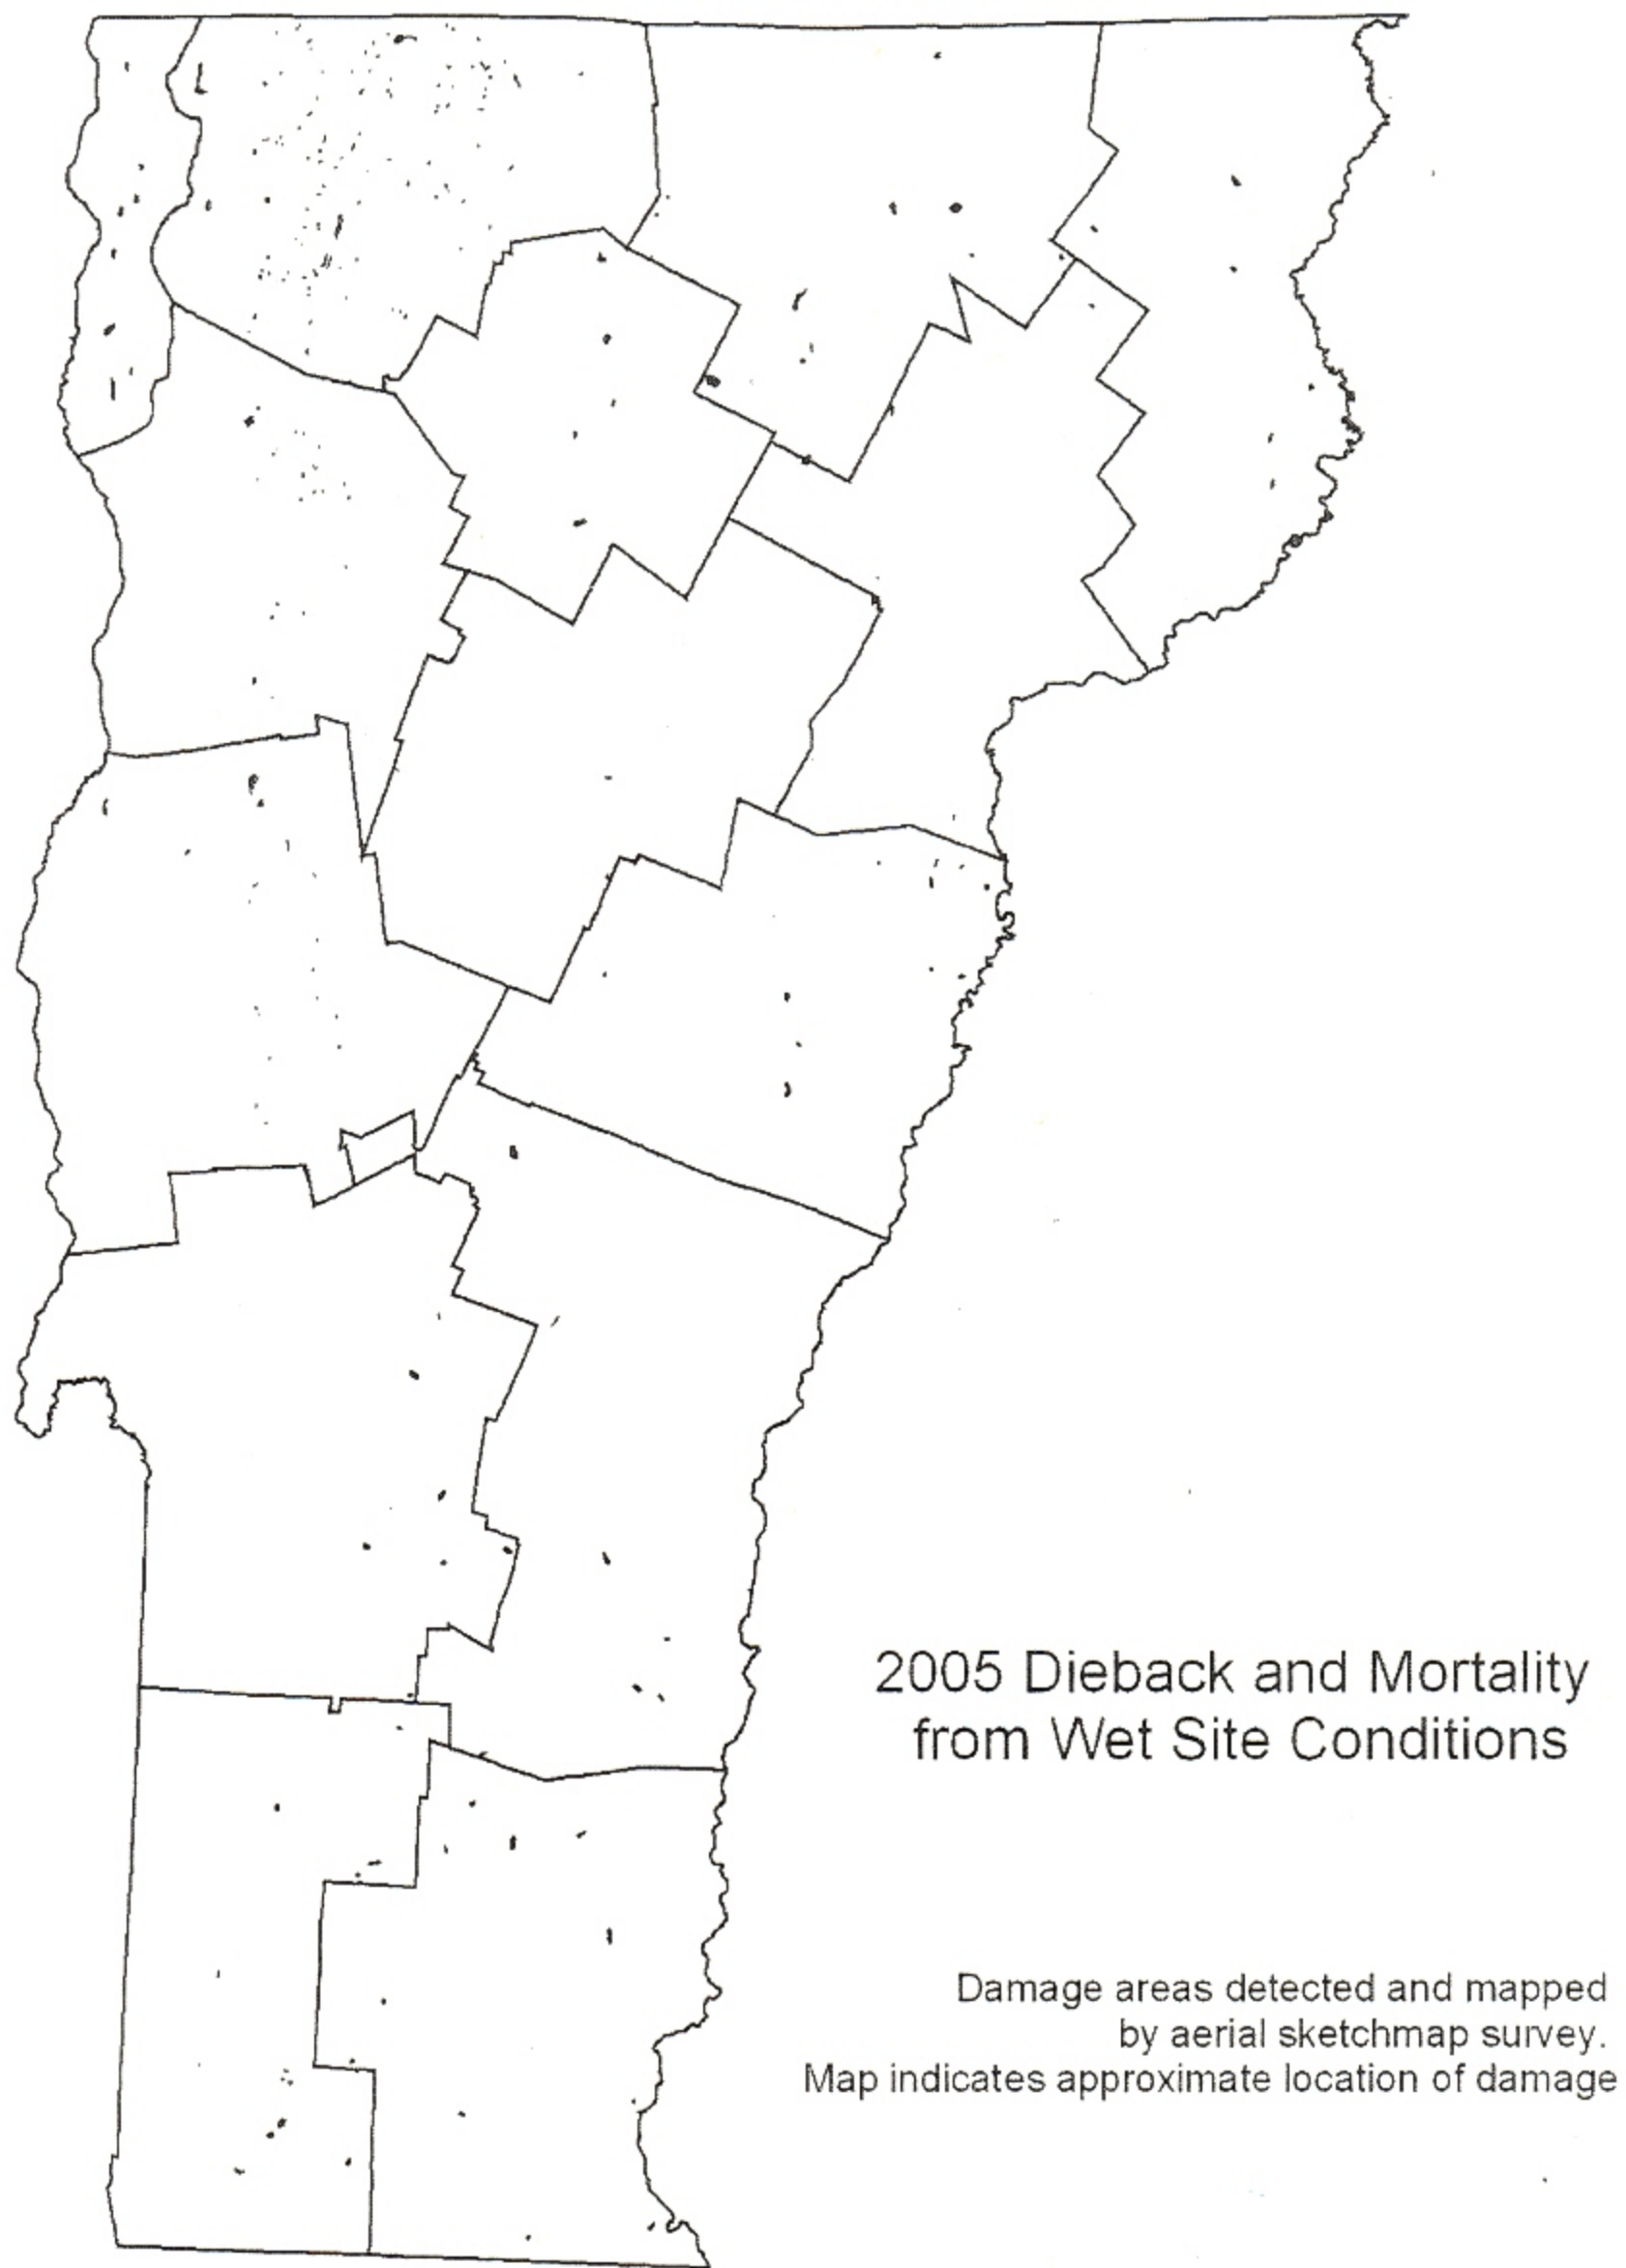 2005 Dieback and Mortality
from Wet Site Conditions
Damage areas detected and mapped
by aerial sketchmap survey.
Map indicates approximate location of damage